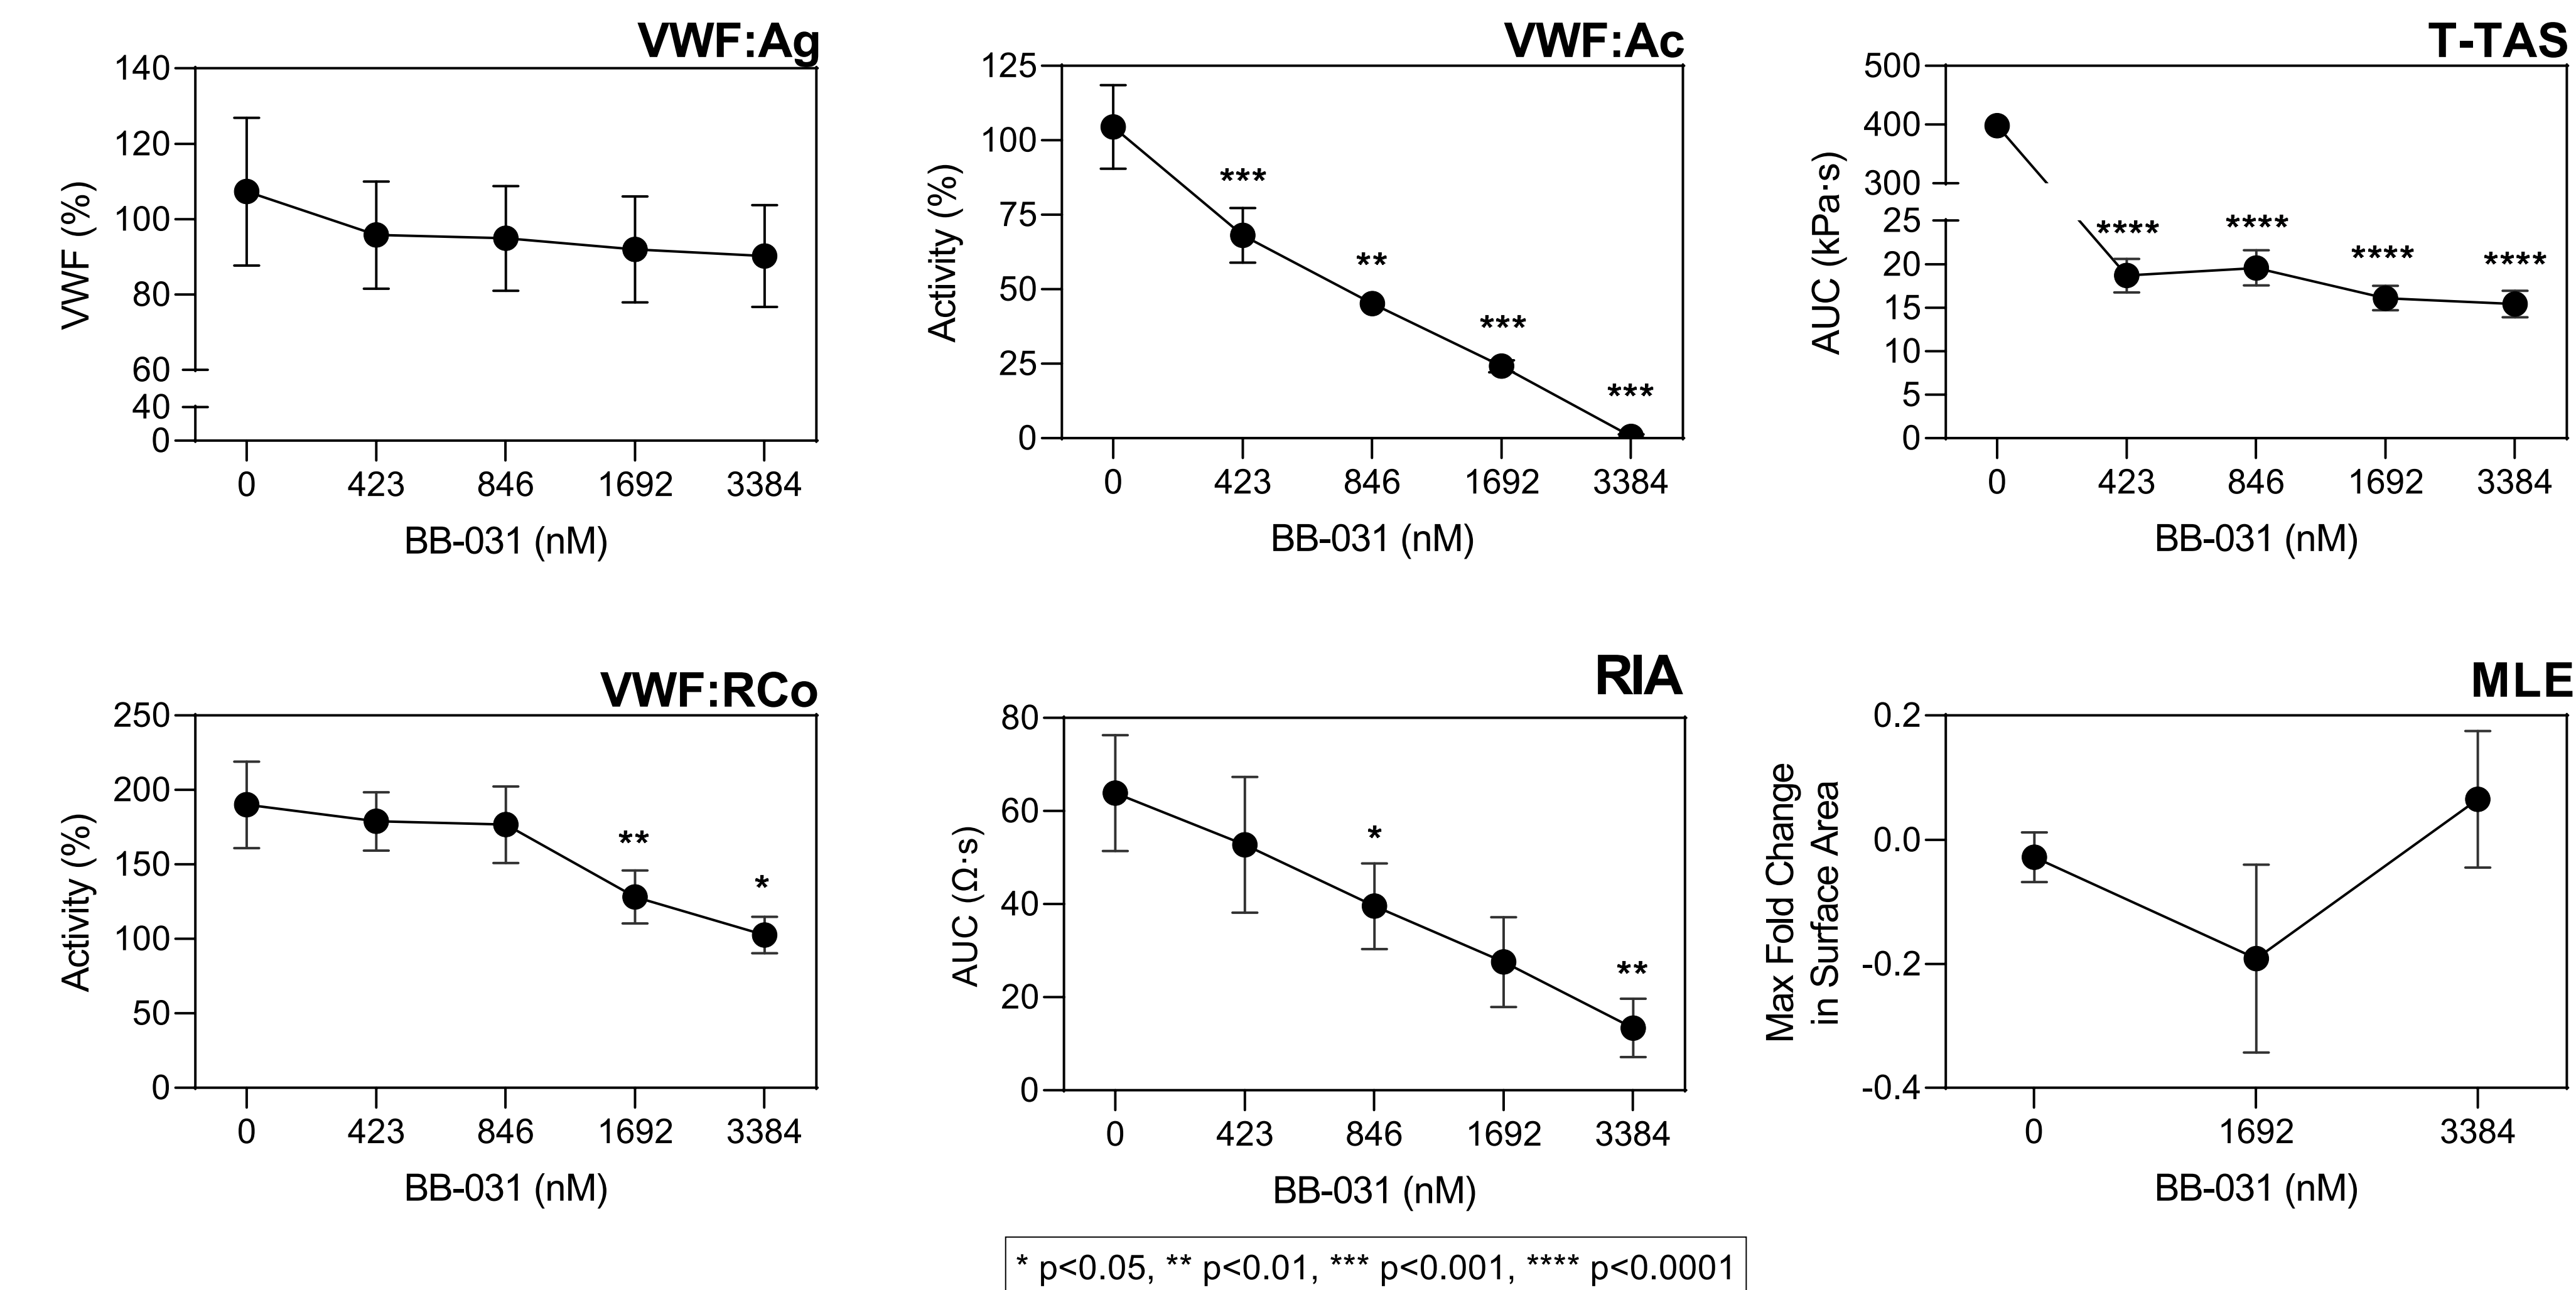 VWF:Ag
140
120
100
80
60
40
0
VWF (%)
0 423 846 1692 3384
BB-031 (nM)
VWF:Ac
125
100
75
50
25
0
Activity (%)
***
**
***
***
0 423 846 1692 3384
BB-031 (nM)
T-TAS
500
400
300
25
20
15
10
5
0
AUC (kPa·s)
****
****
****
****
0 423 846 1692 3384
BB-031 (nM)
VWF:RCo
250
200
150
100
50
0
Activity (%)
**
*
0 423 846 1692 3384
BB-031 (nM)
RIA
80
60
40
20
0
AUC (Ω·s)
*
**
0 423 846 1692 3384
BB-031 (nM)
MLE
0.2
0.0
-0.2
-0.4
Max Fold Change
in Surface Area
0 1692 3384
BB-031 (nM)
* p<0.05, ** p<0.01, *** p<0.001, **** p<0.0001